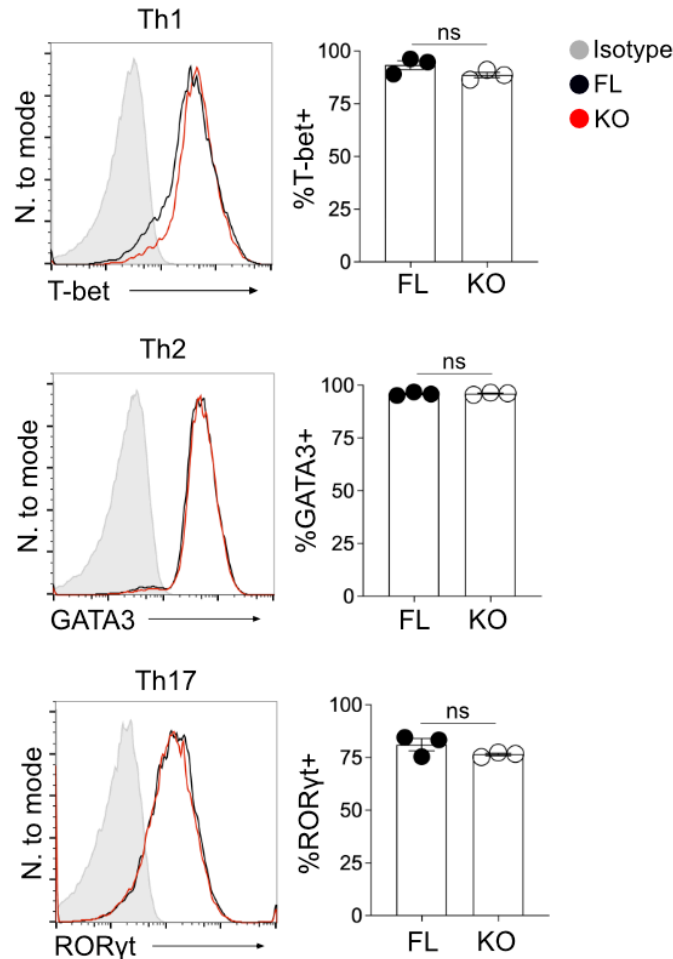 Th1
N. to mode
T-bet
%T-bet+
100
75
50
25
0
ns
FL KO
Isotype
FL
KO
Th2
N. to mode
GATA3
%GATA3+
100
75
50
25
0
ns
FL KO
Th17
N. to mode
RORγt
%RORγt+
100
75
50
25
0
ns
FL KO